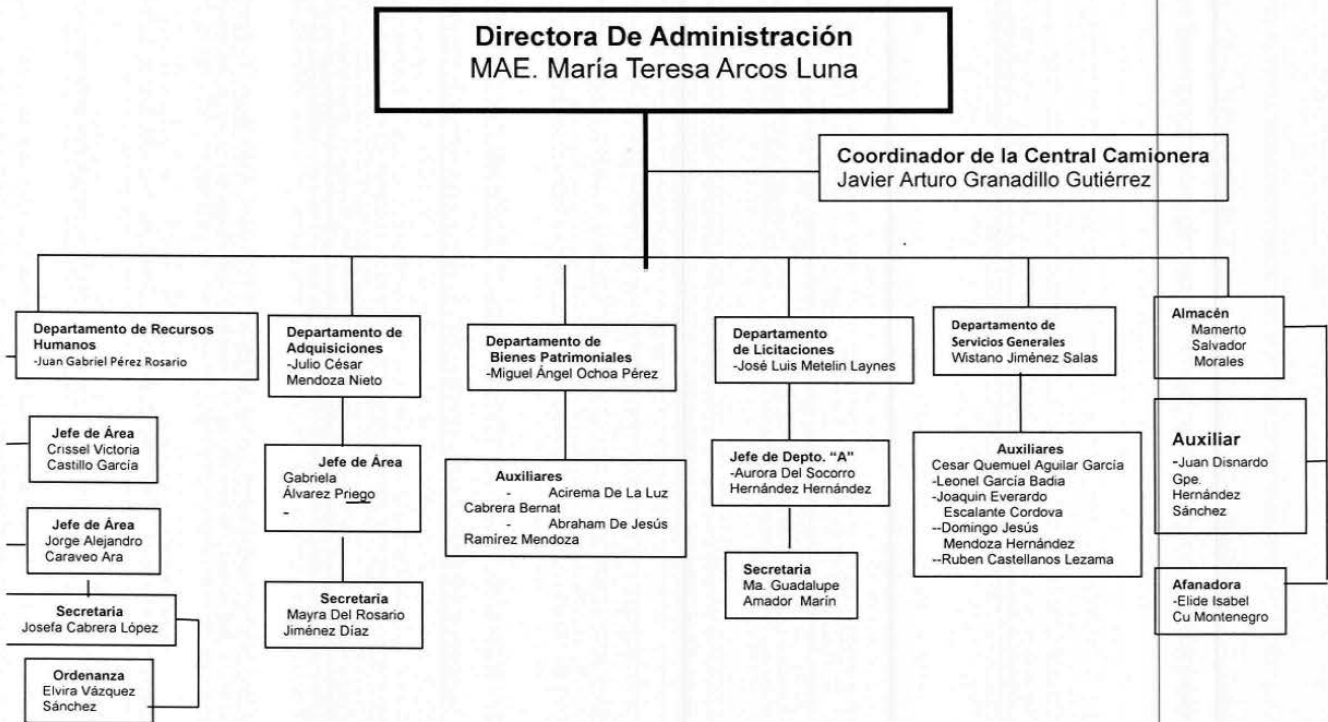 Directora De Administración
MAE. María Teresa Arcos Luna
Coordinador de la Central Camionera
Javier Arturo Granadillo Gutiérrez
Departamento de Recursos
Humanos
-Juan Gabriel Pérez Rosario
Jefe de Área
Crissel Victoria
Castillo García
Jefe de Área
Jorge Alejandro
Caraveo Ara
Secretaria
Josefa Cabrera López
Ordenanza
Elvira Vázquez
Sánchez
Departamento de
Adquisiciones
-Julio César
Mendoza Nieto
Jefe de Área
Gabriela
Álvarez Priego
-
Secretaria
Mayra Del Rosario
Jiménez Díaz
Departamento de
Bienes Patrimoniales
-Miguel Ángel Ochoa Pérez
Auxiliares
- Acirema De La Luz
Cabrera Bernat
- Abraham De Jesús
Ramírez Mendoza
Departamento
de Licitaciones
-José Luis Metelin Laynes
Jefe de Depto. "A"
-Aurora Del Socorro
Hernández Hernández
Secretaria
Ma. Guadalupe
Amador Marín
Departamento de
Servicios Generales
Wistano Jiménez Salas
Auxiliares
Cesar Quemuel Aguilar García
-Leonel García Badia
-Joaquin Everardo
Escalante Cordova
--Domingo Jesús
Mendoza Hernández
--Ruben Castellanos Lezama
Almacén
Mamerto
Salvador
Morales
Auxiliar
-Juan Disnardo
Gpe.
Hernández
Sánchez
Afanadora
-Elide Isabel
Cu Montenegro